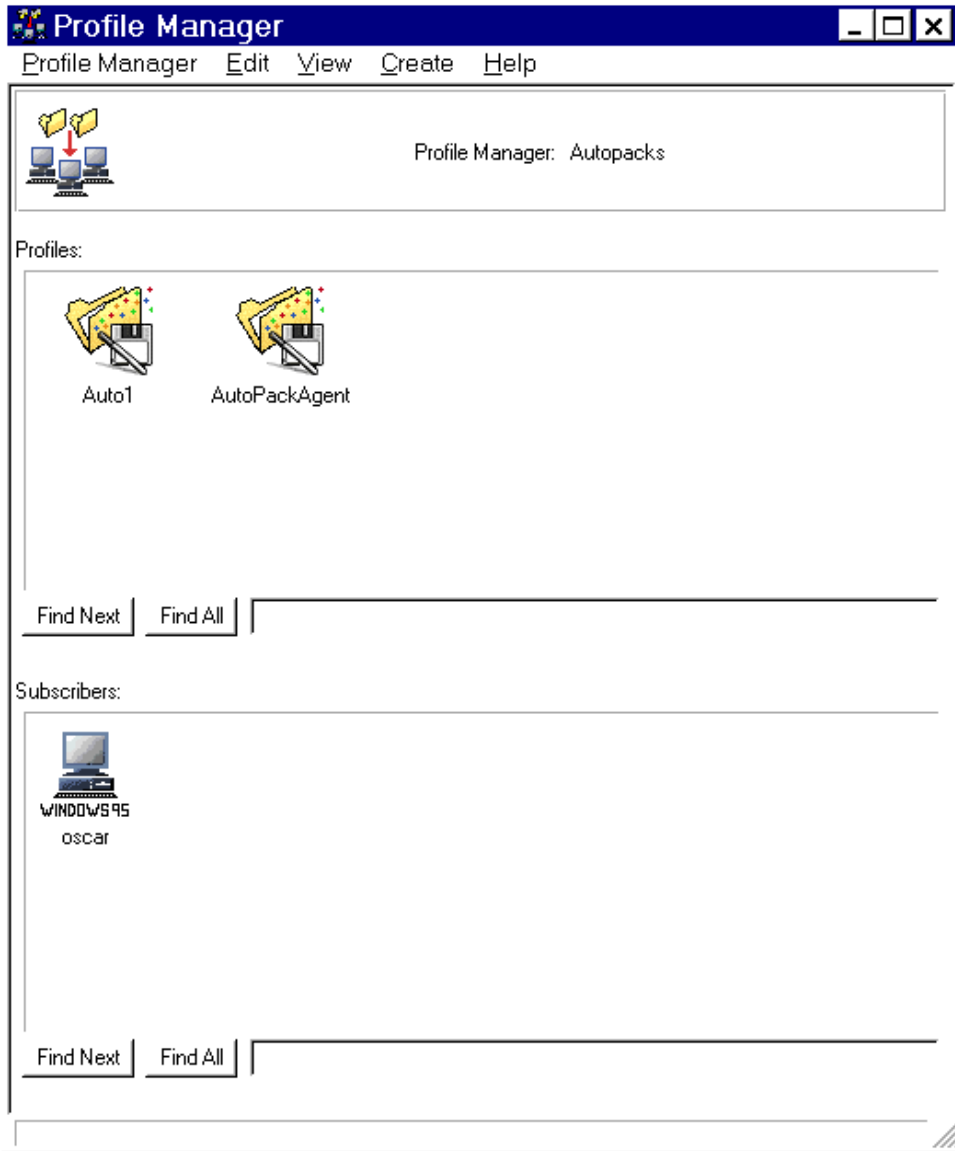 Profile Manager
Profile Manager Edit View Create Help
Profile Manager: Autopacks
Profiles:
Auto1 AutoPackAgent
Find Next Find All
Subscribers:
WINDOWS95
oscar
Find Next Find All